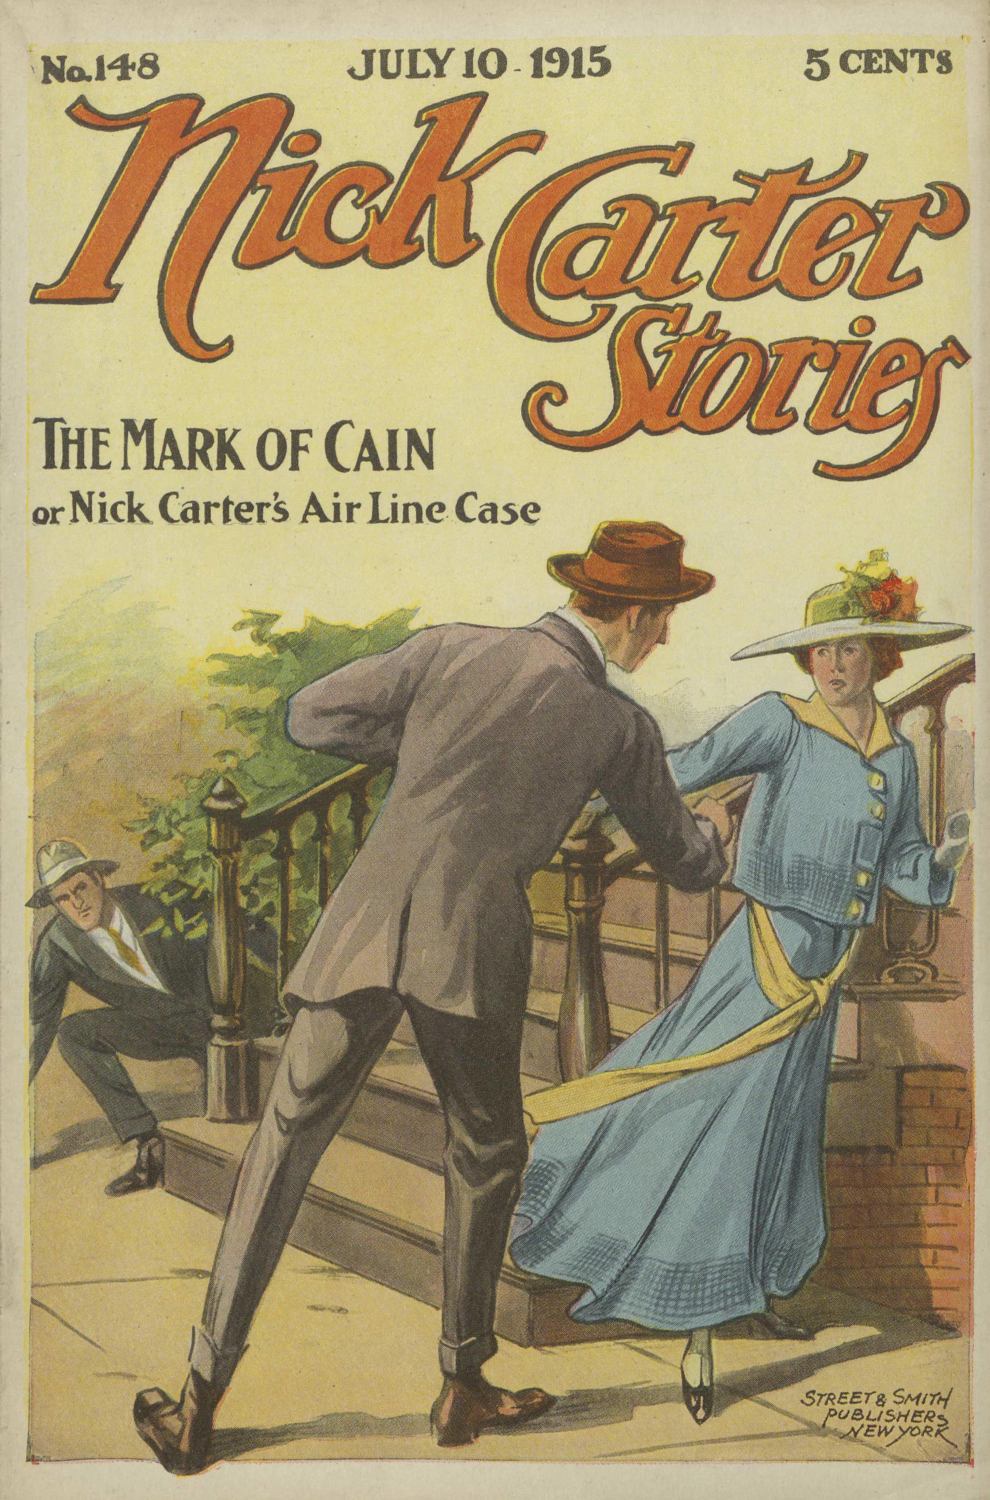 No. 148 JULY 10 - 1915 5 CENTS
Nick Carter
Stories
THE MARK OF CAIN
or Nick Carter's Air Line Case
STREET & SMITH
PUBLISHERS
NEW YORK